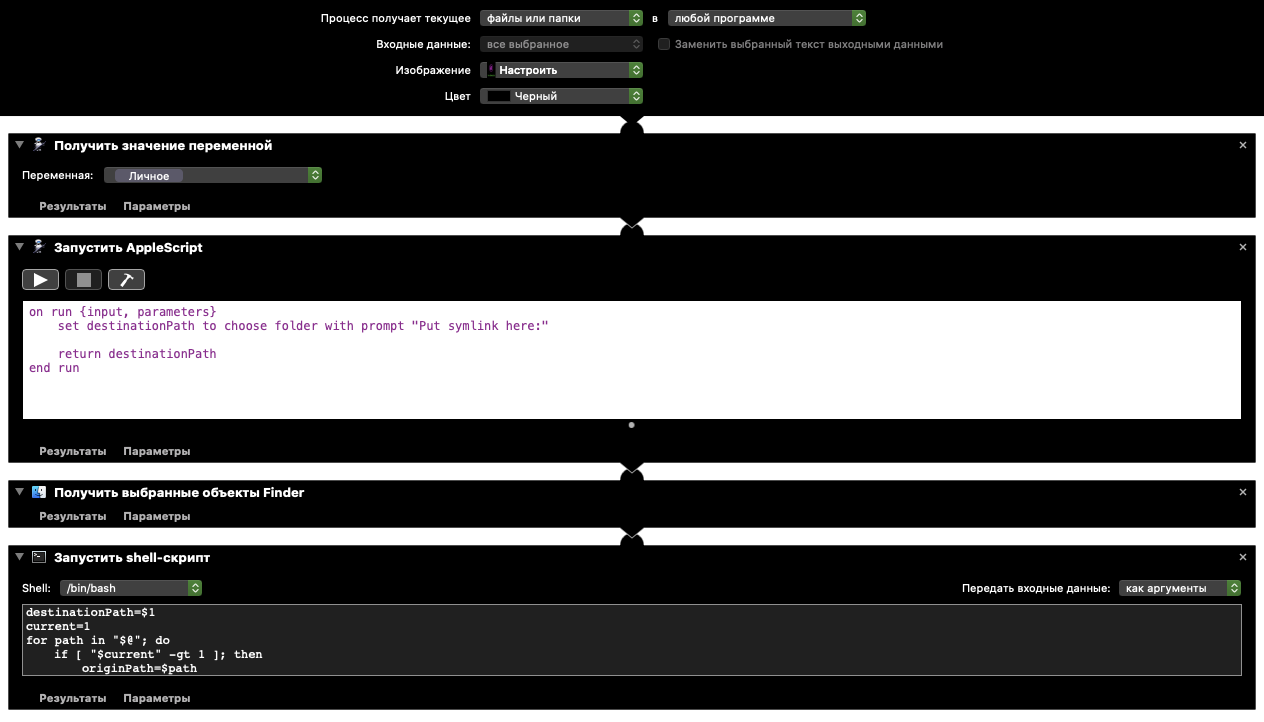 Процесс получает текущее файлы или папки в любой программе
Входные данные: все выбранное Заменить выбранный текст выходными данными
Изображение Настроить
Цвет Черный
Получить значение переменной
Переменная: Личное
Результаты Параметры
Запустить AppleScript
on run {input, parameters}
set destinationPath to choose folder with prompt "Put symlink here:"
return destinationPath
end run
Результаты Параметры
Получить выбранные объекты Finder
Результаты Параметры
Запустить shell-скрипт
Shell: /bin/bash Передать входные данные: как аргументы
destinationPath=$1
current=1
for path in "$@"; do
if [ "$current" -gt 1 ]; then
originPath=$path
Результаты Параметры